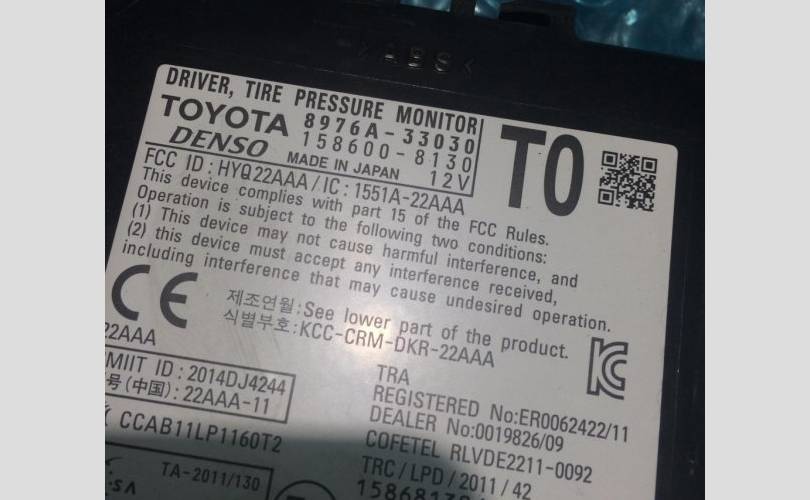 >ABS<
DRIVER, TIRE PRESSURE MONITOR
TOYOTA 8976A-33030
DENSO 158600-8130
MADE IN JAPAN 12V
T0
FCC ID : HYQ22AAA / IC : 1551A-22AAA
This device complies with part 15 of the FCC Rules.
Operation is subject to the following two conditions:
(1) This device may not cause harmful interference, and
(2) this device must accept any interference received,
including interference that may cause undesired operation.
CE
제조연월:See lower part of the product.
식별부호:KCC-CRM-DKR-22AAA
22AAA
MIIT ID : 2014DJ4244
号(中国) : 22AAA-11
CCAB11LP1160T2
TA-2011/130
TRA
REGISTERED No:ER0062422/11
DEALER No:0019826/09
COFETEL RLVDE2211-0092
TRC / LPD / 2011 / 42